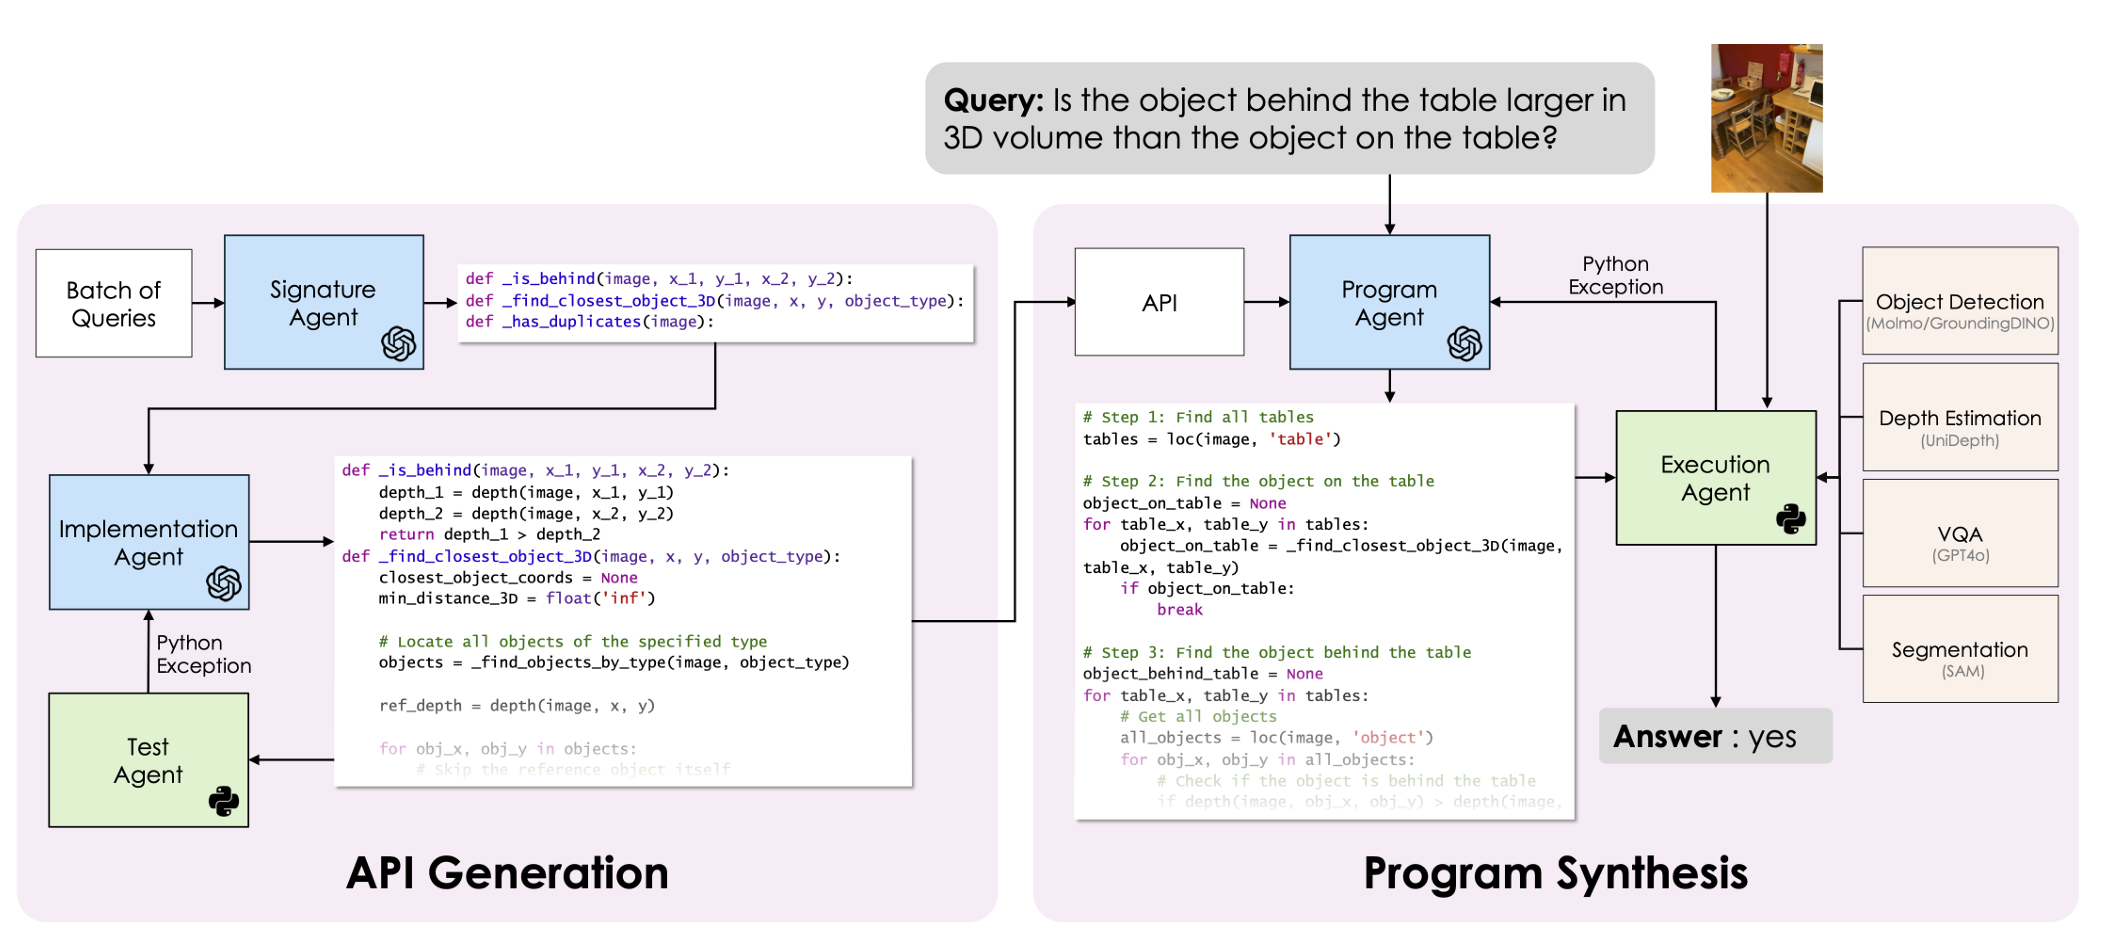 Query: Is the object behind the table larger in
3D volume than the object on the table?
Batch of
Queries
Signature
Agent
def _is_behind(image, x_1, y_1, x_2, y_2):
def _find_closest_object_3D(image, x, y, object_type):
def _has_duplicates(image):
Implementation
Agent
def _is_behind(image, x_1, y_1, x_2, y_2):
depth_1 = depth(image, x_1, y_1)
depth_2 = depth(image, x_2, y_2)
return depth_1 > depth_2
def _find_closest_object_3D(image, x, y, object_type):
closest_object_coords = None
min_distance_3D = float('inf')
# Locate all objects of the specified type
objects = _find_objects_by_type(image, object_type)
ref_depth = depth(image, x, y)
for obj_x, obj_y in objects:
# Skip the reference object itself
Python
Exception
Test
Agent
API Generation
API
Program
Agent
Python
Exception
# Step 1: Find all tables
tables = loc(image, 'table')
# Step 2: Find the object on the table
object_on_table = None
for table_x, table_y in tables:
object_on_table = _find_closest_object_3D(image,
table_x, table_y)
if object_on_table:
break
# Step 3: Find the object behind the table
object_behind_table = None
for table_x, table_y in tables:
# Get all objects
all_objects = loc(image, 'object')
for obj_x, obj_y in all_objects:
# Check if the object is behind the table
if depth(image, obj_x, obj_y) > depth(image,
Execution
Agent
Object Detection
(Molmo/GroundingDINO)
Depth Estimation
(UniDepth)
VQA
(GPT4o)
Segmentation
(SAM)
Answer : yes
Program Synthesis